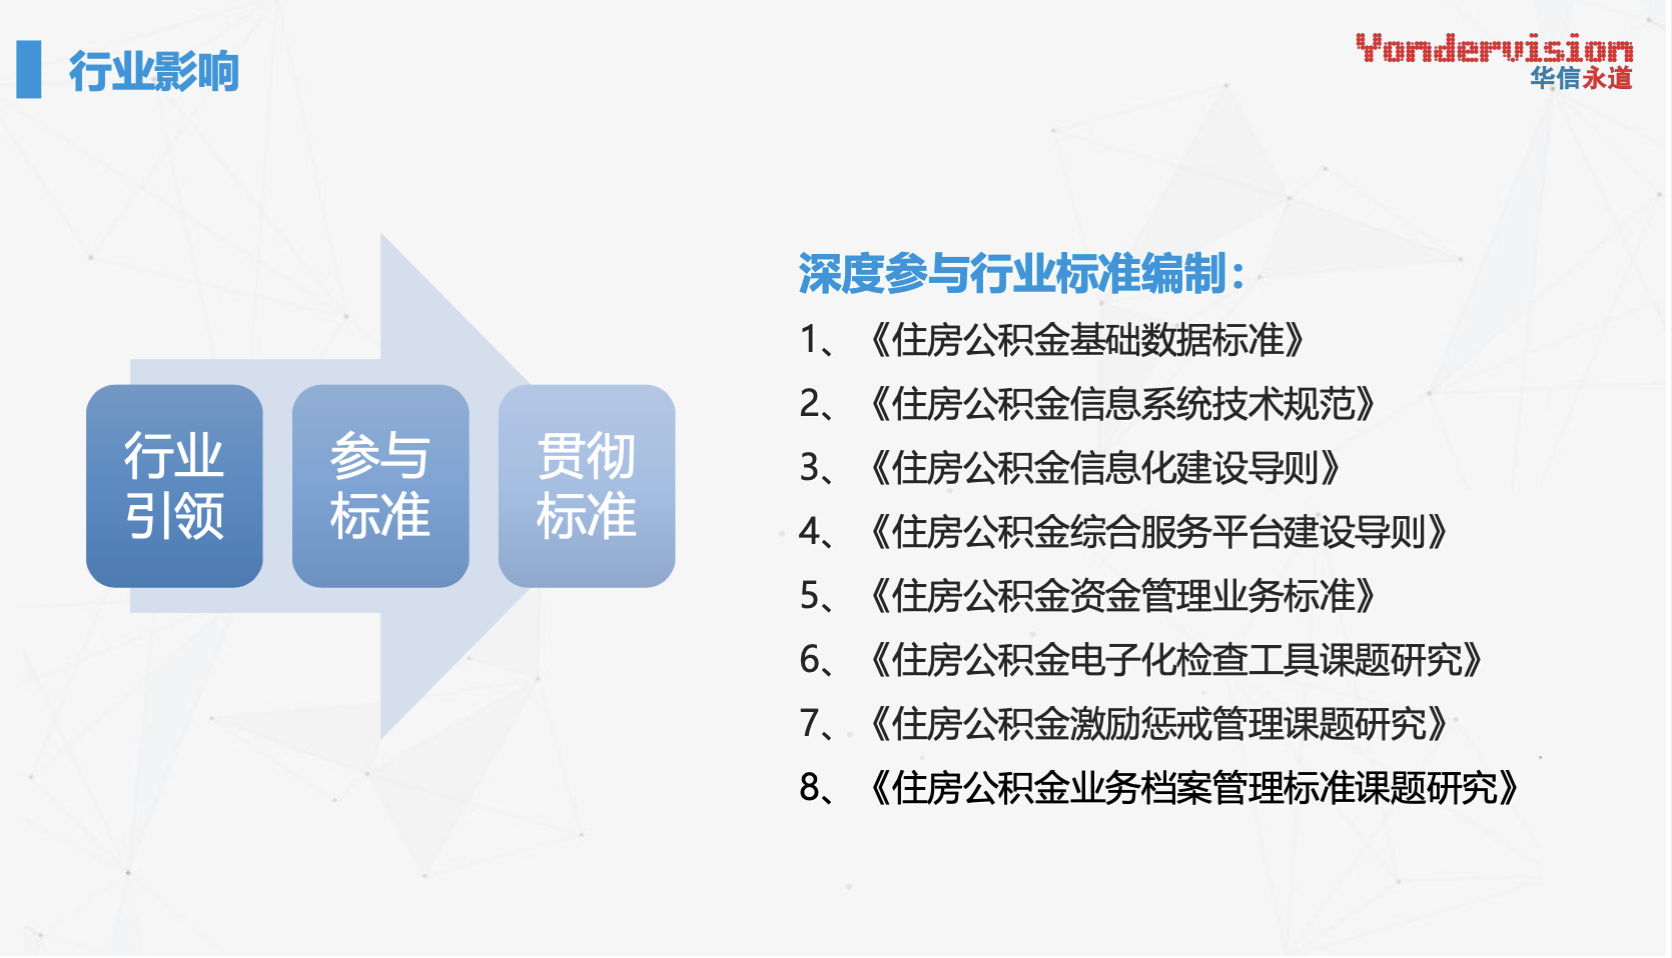 行业影响
Yondervision
华信永道
行业
引领
参与
标准
贯彻
标准
深度参与行业标准编制：
1、《住房公积金基础数据标准》
2、《住房公积金信息系统技术规范》
3、《住房公积金信息化建设导则》
4、《住房公积金综合服务平台建设导则》
5、《住房公积金资金管理业务标准》
6、《住房公积金电子化检查工具课题研究》
7、《住房公积金激励惩戒管理课题研究》
8、《住房公积金业务档案管理标准课题研究》